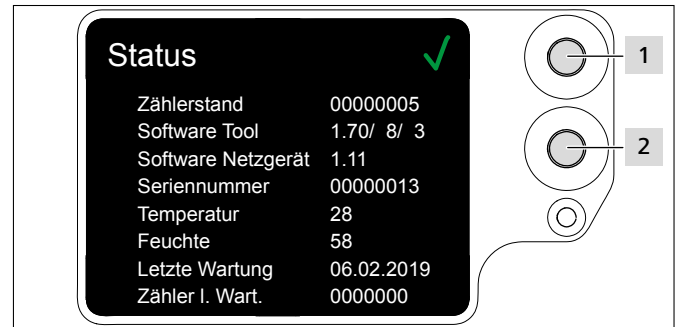 Status
Zählerstand 00000005
Software Tool 1.70/ 8/ 3
Software Netzgerät 1.11
Seriennummer 00000013
Temperatur 28
Feuchte 58
Letzte Wartung 06.02.2019
Zähler l. Wart. 0000000
1
2